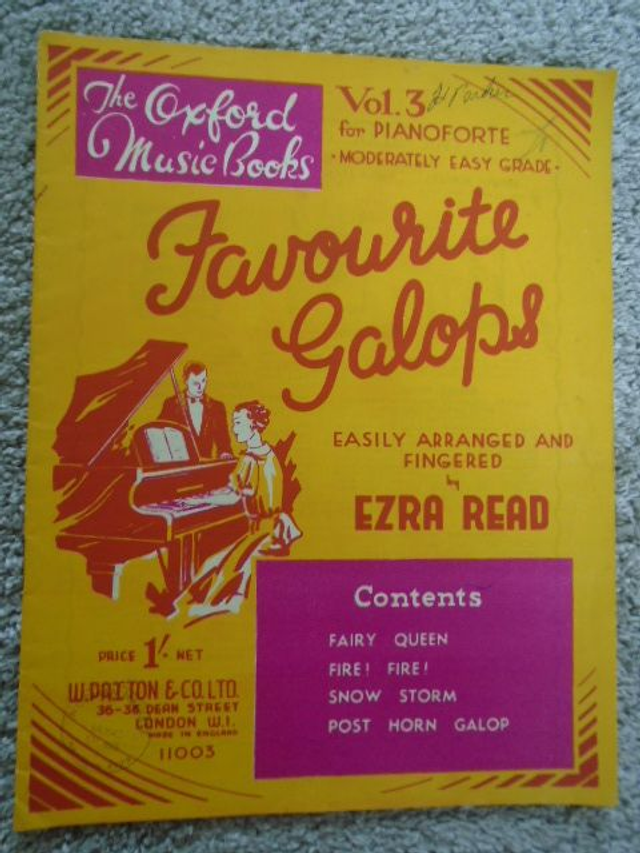 The Oxford
Music Books
Vol. 3
for PIANOFORTE
· MODERATELY EASY GRADE ·
Favourite
Galops
EASILY ARRANGED AND
FINGERED
by
EZRA READ
Contents
FAIRY QUEEN
FIRE! FIRE!
SNOW STORM
POST HORN GALOP
PRICE 1/- NET
W. PAXTON & CO. LTD.
36-38 DEAN STREET
LONDON W.1.
MADE IN ENGLAND
11003